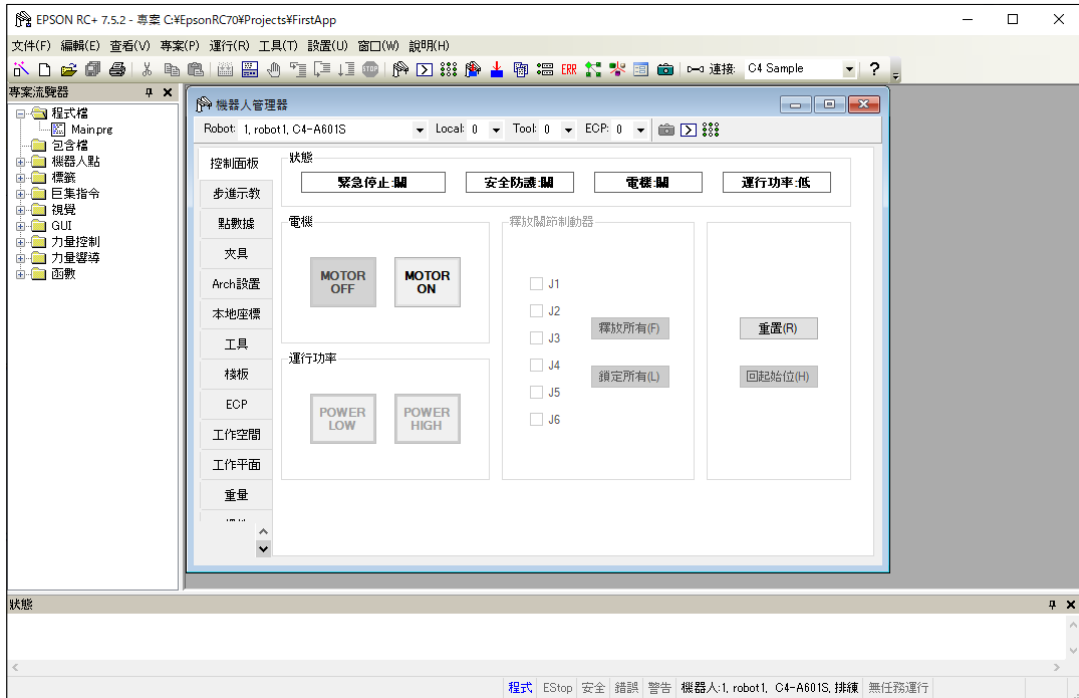 EPSON RC+ 7.5.2 - 專案 C:¥EpsonRC70¥Projects¥FirstApp
文件(F) 編輯(E) 查看(V) 專案(P) 運行(R) 工具(T) 設置(U) 窗口(W) 說明(H)
STOP ERR 連接: C4 Sample ?
專案流覽器
程式檔
Main.prg
包含檔
機器人點
標籤
巨集指令
視覺
GUI
力量控制
力量嚮導
函數
機器人管理器
Robot: 1, robot1, C4-A601S Local: 0 Tool: 0 ECP: 0
控制面板
步進示教
點數據
夾具
Arch設置
本地座標
工具
棧板
ECP
工作空間
工作平面
重量
狀態
緊急停止:關 安全防護:關 電機:關 運行功率:低
電機
MOTOR OFF
MOTOR ON
運行功率
POWER LOW
POWER HIGH
釋放關節制動器
J1
J2
J3
J4
J5
J6
釋放所有(F)
鎖定所有(L)
重置(R)
回起始位(H)
狀態
程式 EStop 安全 錯誤 警告 機器人:1, robot1, C4-A601S, 排練 無任務運行